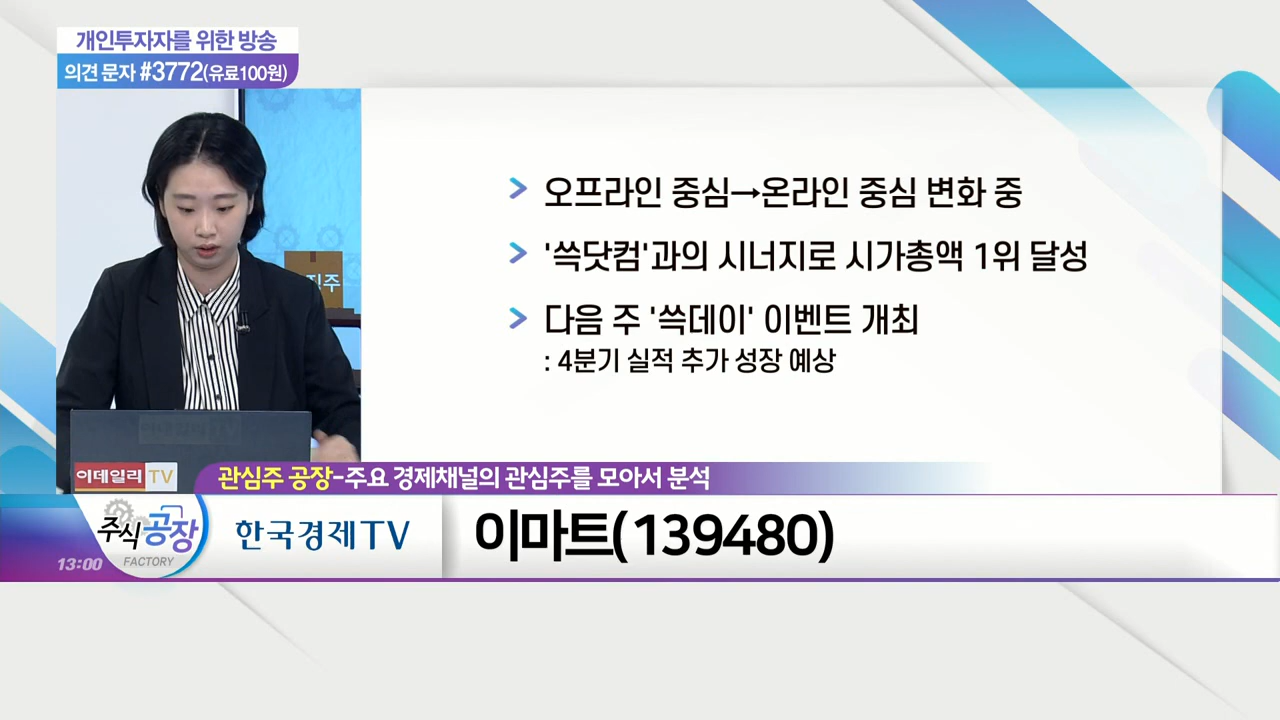 개인투자자를 위한 방송
의견 문자 #3772(유료100원)
오프라인 중심→온라인 중심 변화 중
'쓱닷컴'과의 시너지로 시가총액 1위 달성
다음 주 '쓱데이' 이벤트 개최
: 4분기 실적 추가 성장 예상
이데일리 TV
관심주 공장-주요 경제채널의 관심주를 모아서 분석
주식공장
FACTORY
13:00
한국경제TV
이마트(139480)